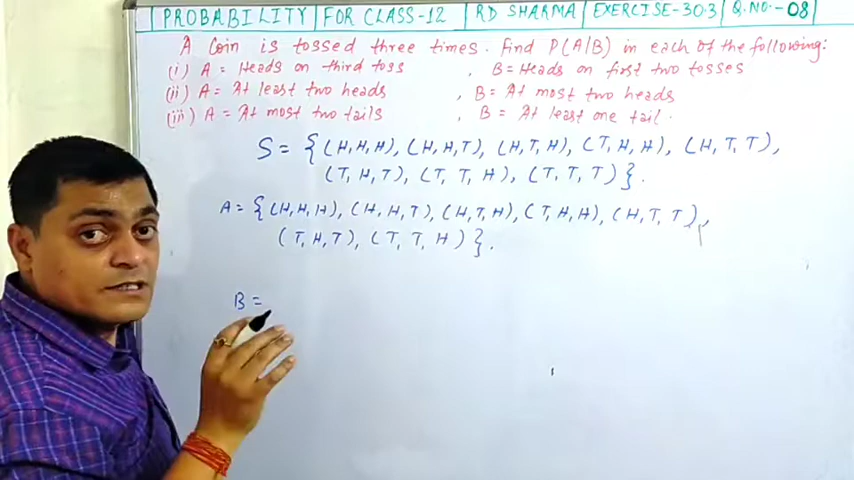 PROBABILITY | FOR CLASS-12 | RD SHARMA | EXERCISE-30.3 | Q.NO.-08
A Coin is tossed three times. Find P(A|B) in each of the following:
(i) A = Heads on third toss , B = Heads on first two tosses
(ii) A = At least two heads , B = At most two heads
(iii) A = At most two tails , B = At least one tail.
S = {(H,H,H), (H,H,T), (H,T,H), (T,H,H), (H,T,T),
(T,H,T), (T,T,H), (T,T,T)}.
A = {(H,H,H), (H,H,T), (H,T,H), (T,H,H), (H,T,T),
(T,H,T), (T,T,H)}.
B =